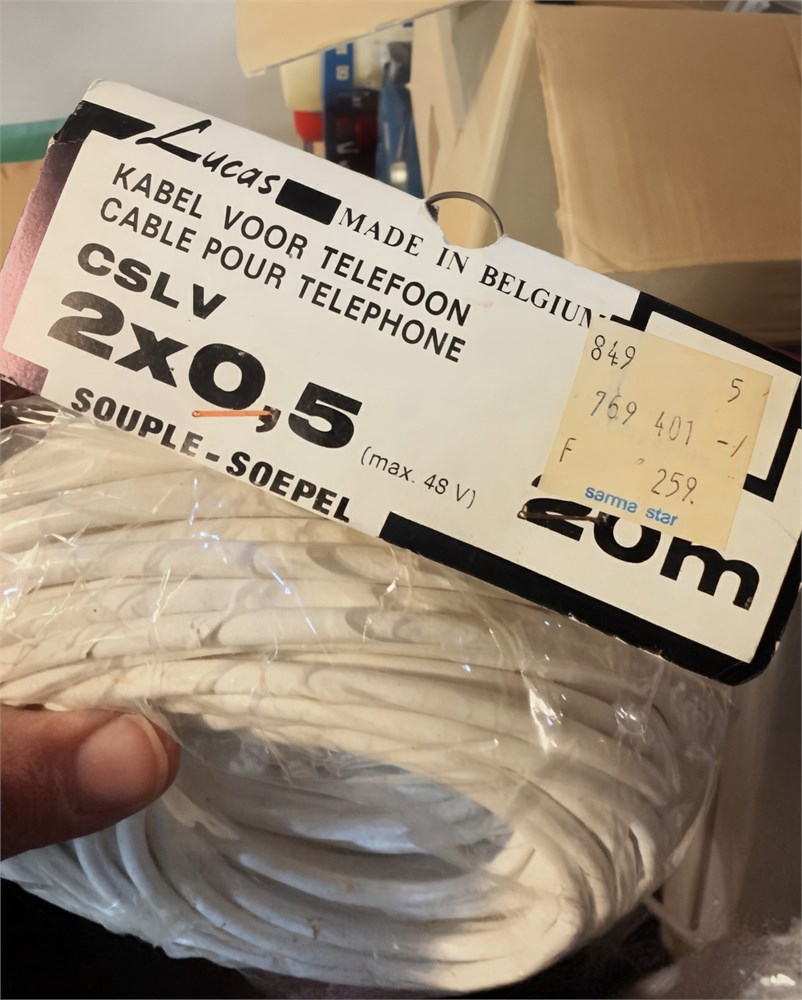 Lucas
MADE IN BELGIUM
KABEL VOOR TELEFOON
CABLE POUR TELEPHONE
CSLV
2x0,5
SOUPLE - SOEPEL
(max. 48 V)
849 5
769 401 -/
F 259.
sarma star
20m